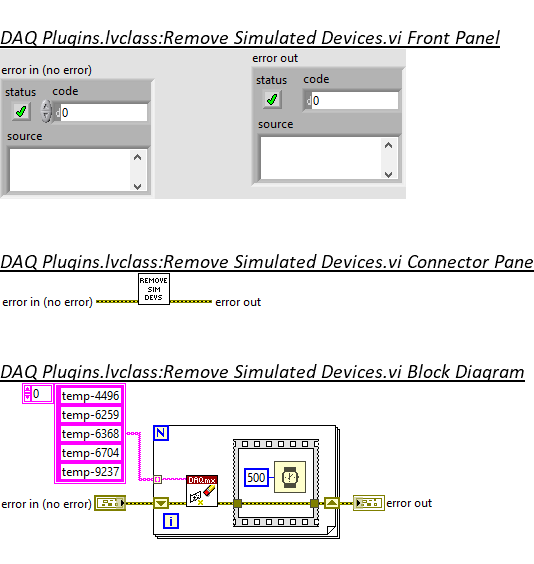 DAQ Plugins.lvclass:Remove Simulated Devices.vi Front Panel
error in (no error)
status
code
0
source
error out
status
code
0
source
DAQ Plugins.lvclass:Remove Simulated Devices.vi Connector Pane
REMOVE
SIM
DEVS
error in (no error)
error out
DAQ Plugins.lvclass:Remove Simulated Devices.vi Block Diagram
0
temp-4496
temp-6259
temp-6368
temp-6704
temp-9237
N
DAQmx
500
error in (no error)
error out
i